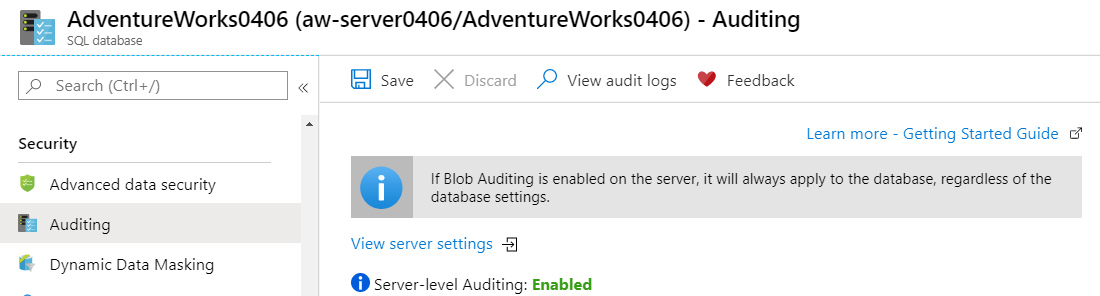 AdventureWorks0406 (aw-server0406/AdventureWorks0406) - Auditing
SQL database
Search (Ctrl+/)
«
Save
Discard
View audit logs
Feedback
Security
Advanced data security
Auditing
Dynamic Data Masking
Learn more - Getting Started Guide
If Blob Auditing is enabled on the server, it will always apply to the database, regardless of the
database settings.
View server settings
Server-level Auditing: Enabled